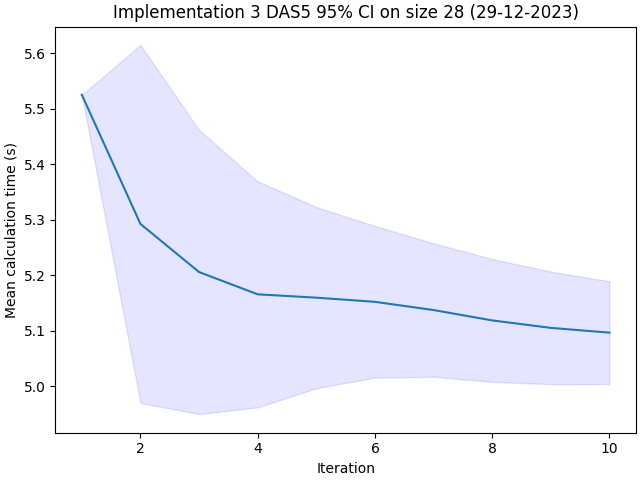 Implementation 3 DAS5 95% CI on size 28 (29-12-2023)
5.6
5.5
5.4
5.3
5.2
5.1
5.0
Mean calculation time (s)
2 4 6 8 10
Iteration